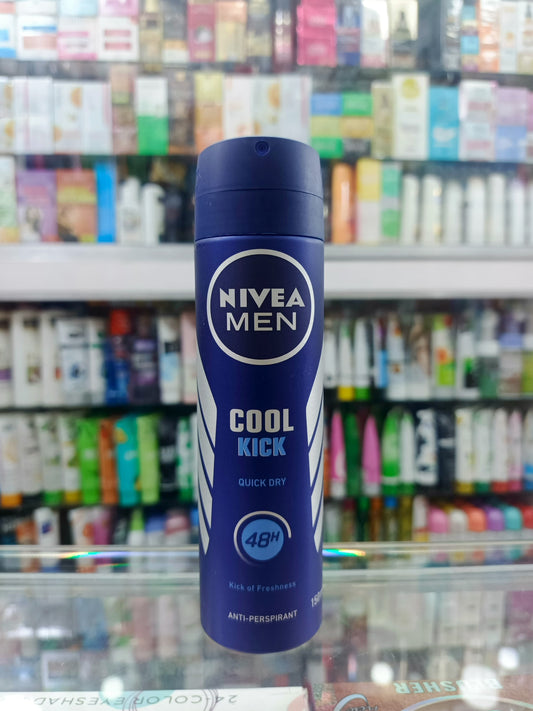 NIVEA
MEN
COOL
KICK
QUICK DRY
48H
Kick of Freshness
ANTI-PERSPIRANT
24 COLOR EYESHAD
BLUSHER